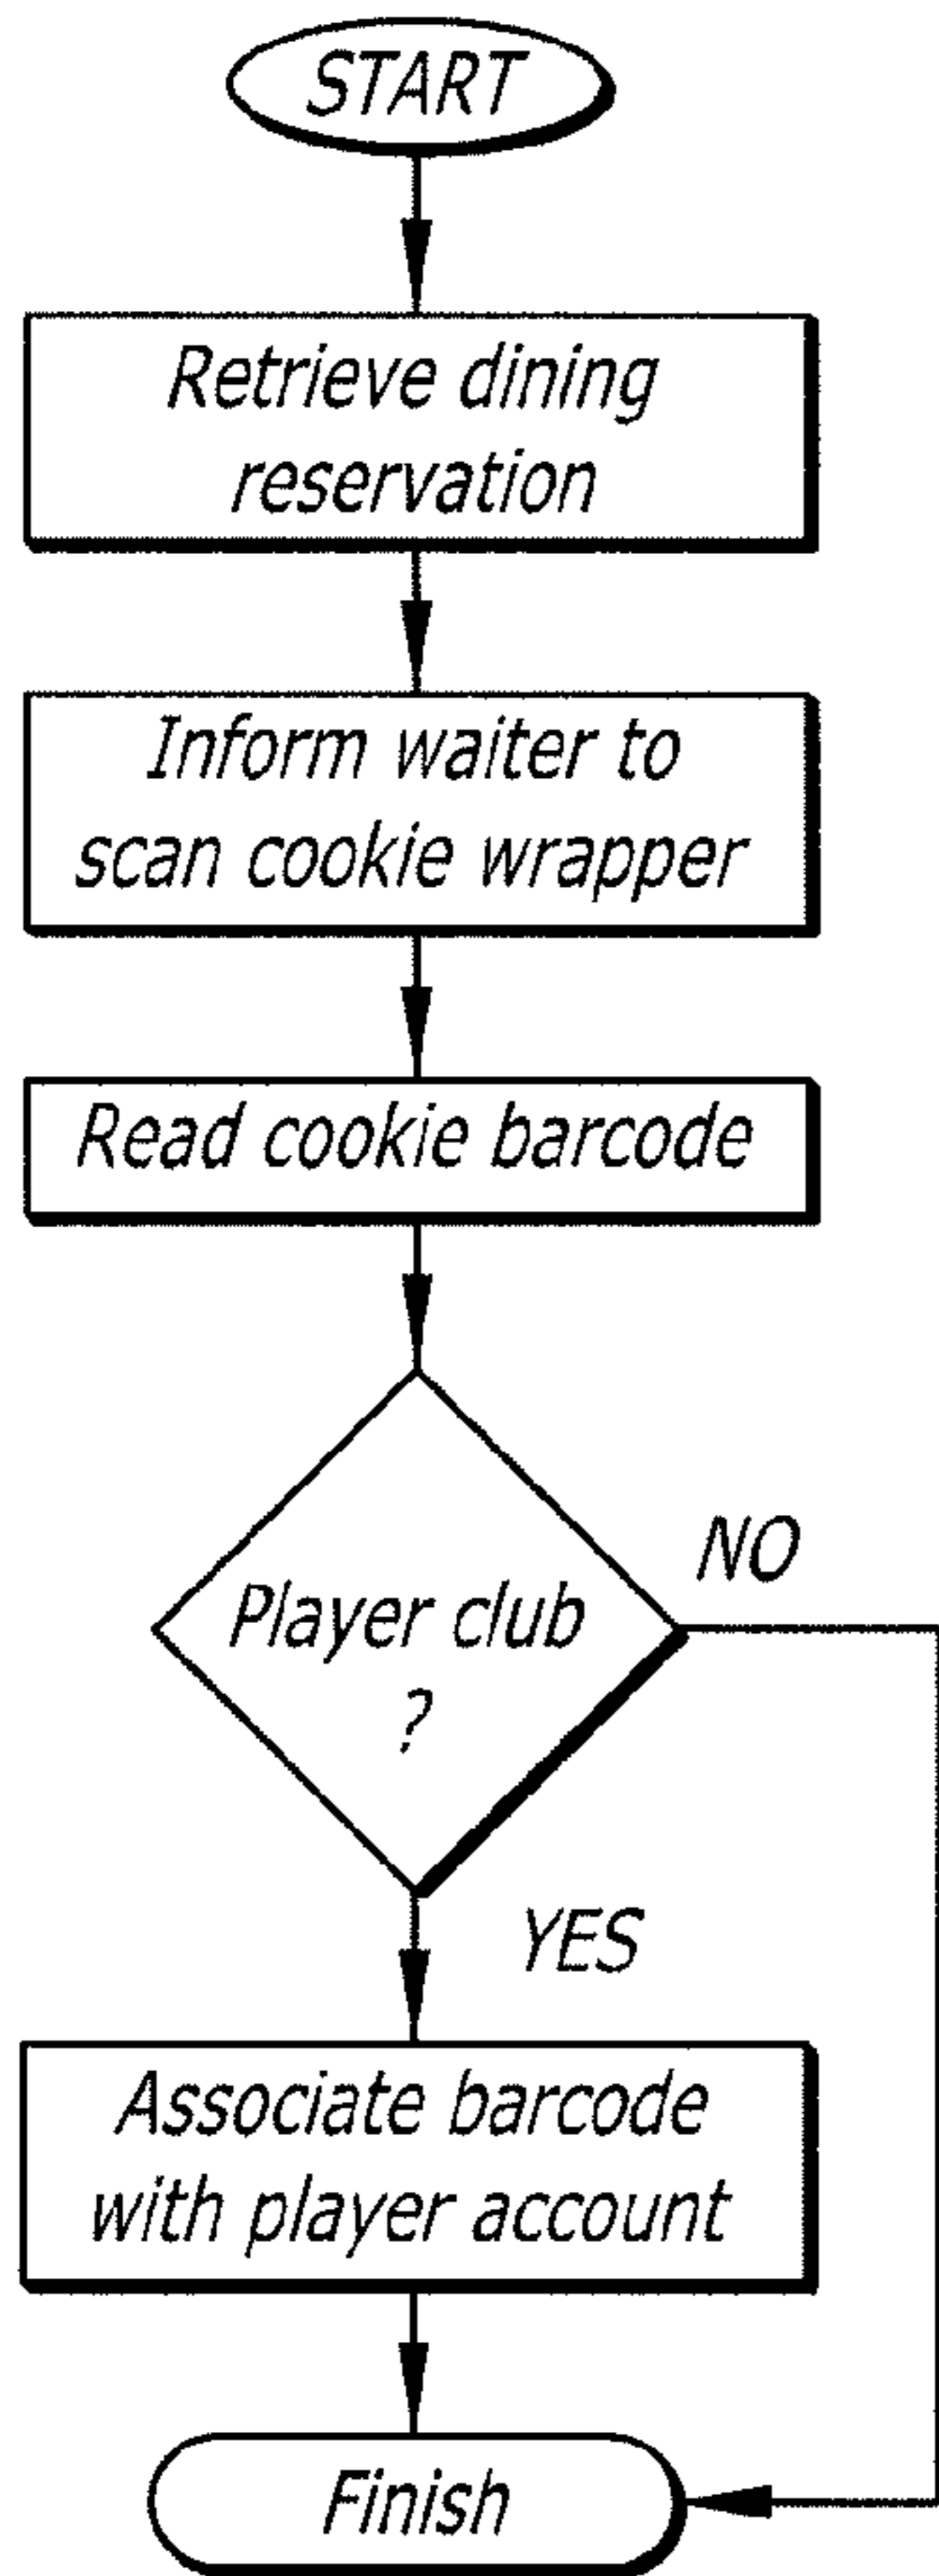 START
Retrieve dining
reservation
Inform waiter to
scan cookie wrapper
Read cookie barcode
NO
Player club
?
YES
Associate barcode
with player account
Finish